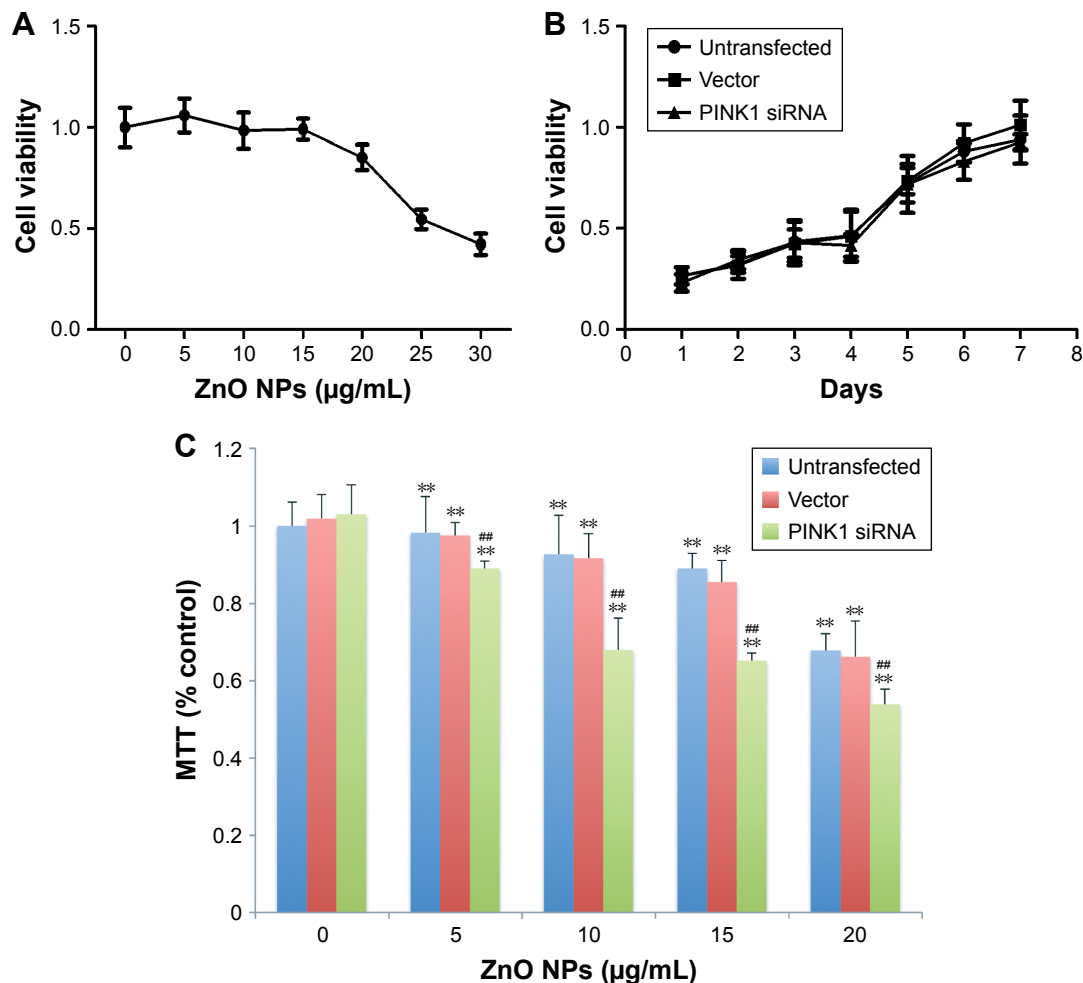 A
1.5
1.0
0.5
0.0
Cell viability
0 5 10 15 20 25 30
ZnO NPs (µg/mL)
B
1.5
1.0
0.5
0.0
Cell viability
Untransfected
Vector
PINK1 siRNA
0 1 2 3 4 5 6 7 8
Days
C
1.2
1
0.8
0.6
0.4
0.2
0
MTT (% control)
Untransfected
Vector
PINK1 siRNA
** ** ## **
** ** ## **
** ** ## **
** ** ## **
0 5 10 15 20
ZnO NPs (µg/mL)